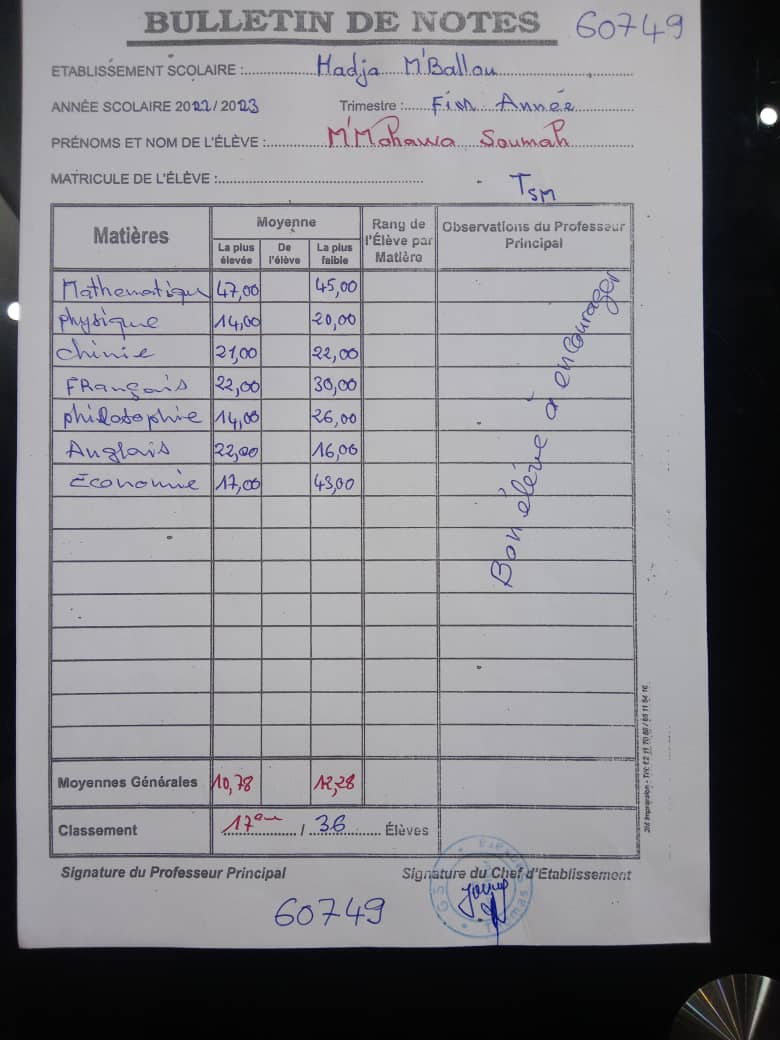 BULLETIN DE NOTES 60749
ETABLISSEMENT SCOLAIRE : Hadja M'Ballou
ANNÉE SCOLAIRE 2022 / 2023 Trimestre : Fin Année
PRÉNOMS ET NOM DE L'ÉLÈVE : M'Mahawa Soumah
MATRICULE DE L'ÉLÈVE :
TSM
Matières Moyenne Rang de l'Élève par Matière Observations du Professeur Principal
La plus élevée De l'élève La plus faible
Mathematique 47,00 45,00
physique 14,00 20,00
chimie 21,00 22,00
FRançais 22,00 30,00
philosophie 14,00 26,00
Anglais 22,00 16,00
Economie 17,00 43,00
Bon élève à encourager
Moyennes Générales 10,78 12,28
Classement 17eme / 36 Élèves
Signature du Professeur Principal Signature du Chef d'Etablissement
60749